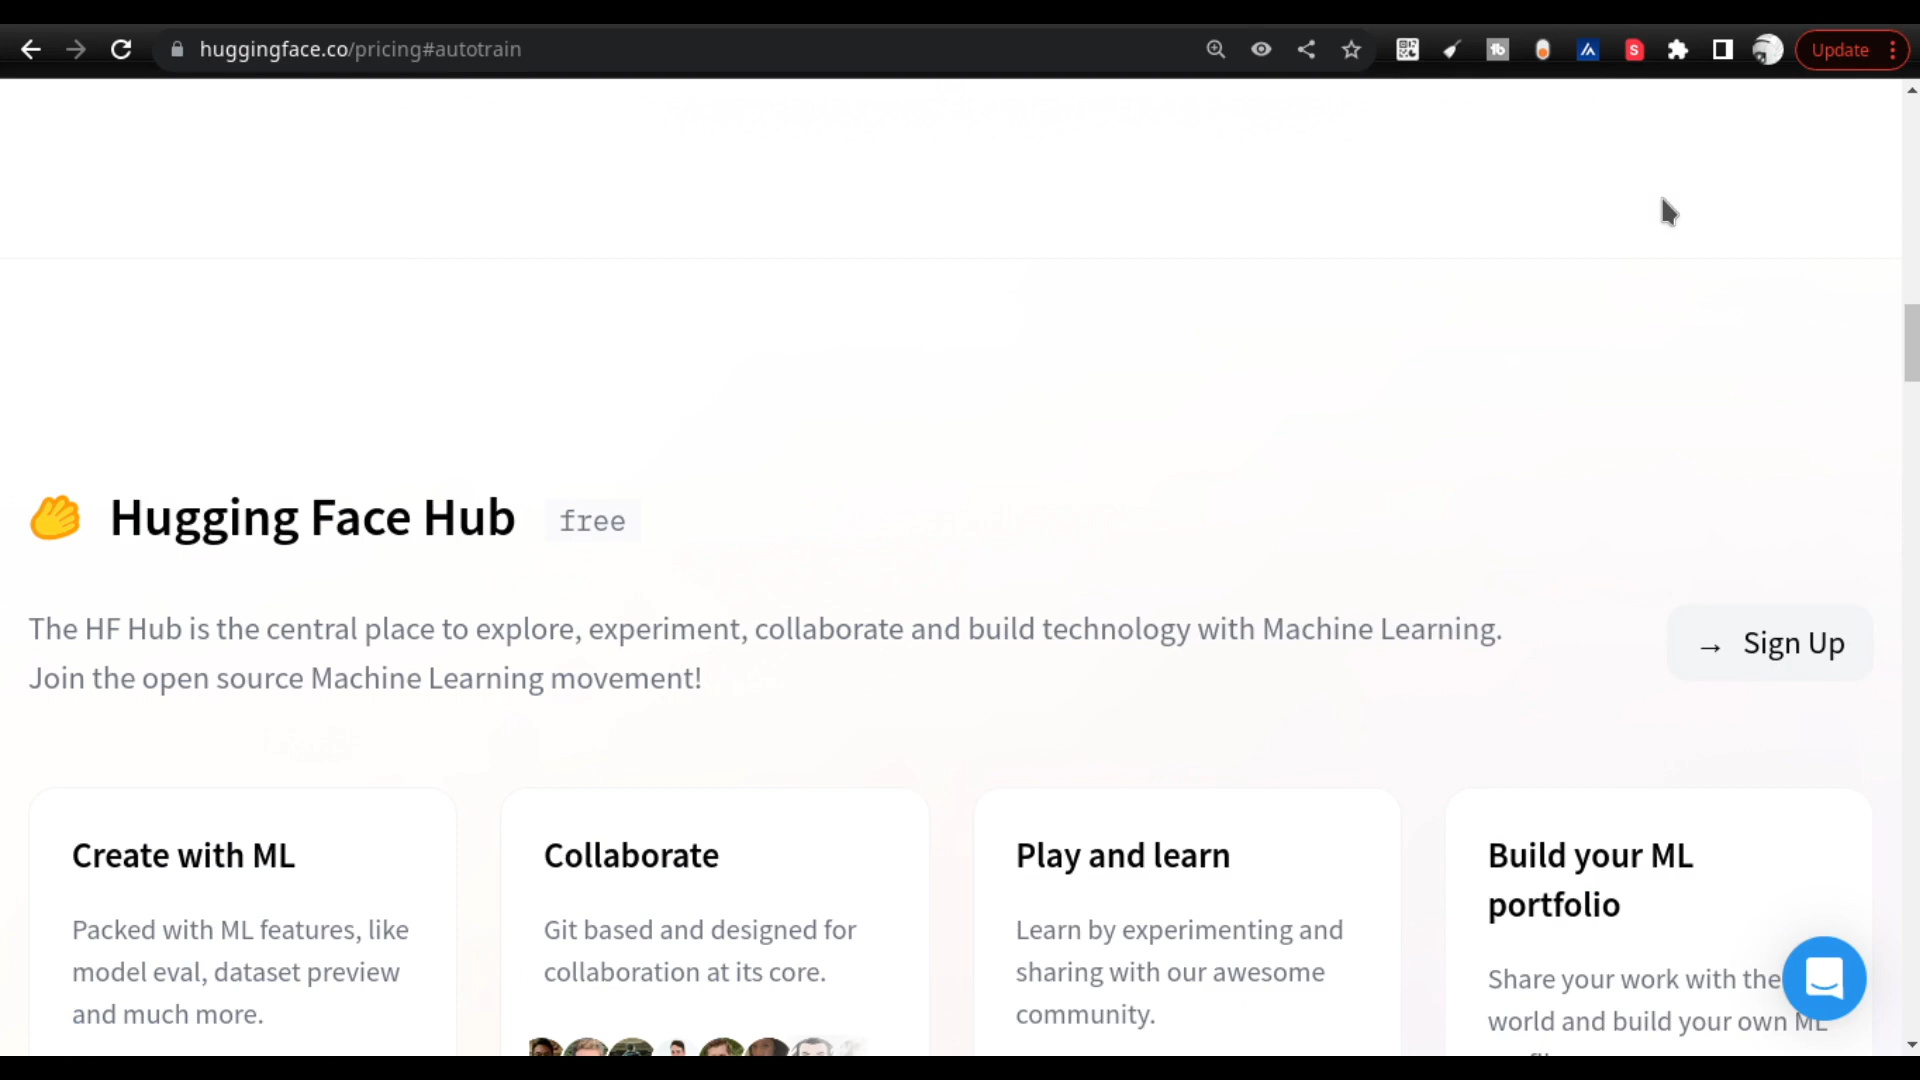 huggingface.co/pricing#autotrain
Update
Hugging Face Hub free
The HF Hub is the central place to explore, experiment, collaborate and build technology with Machine Learning.
Join the open source Machine Learning movement!
→ Sign Up
Create with ML
Packed with ML features, like
model eval, dataset preview
and much more.
Collaborate
Git based and designed for
collaboration at its core.
Play and learn
Learn by experimenting and
sharing with our awesome
community.
Build your ML
portfolio
Share your work with the
world and build your own ML